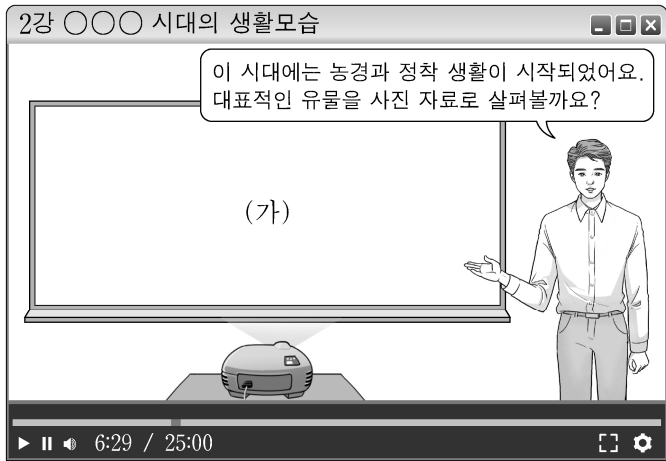 2강 ○○○ 시대의 생활모습
이 시대에는 농경과 정착 생활이 시작되었어요.
대표적인 유물을 사진 자료로 살펴볼까요?
(가)
6:29 / 25:00